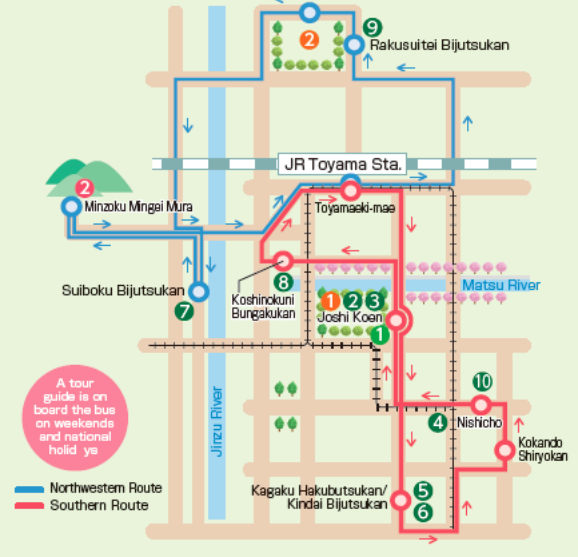 2
9
Rakusuitei Bijutsukan
JR Toyama Sta.
2
Minzoku Mingei Mura
Toyamaeki-mae
Suiboku Bijutsukan
7
8
Koshinokuni
Bungakukan
Matsu River
1 2 3
Joshi Koen
1
A tour
guide is on
board the bus
on weekends
and national
holid ys
Jinzu River
10
4
Nishicho
Kokando
Shiryokan
Kagaku Hakubutsukan/
Kindai Bijutsukan
5
6
Northwestern Route
Southern Route